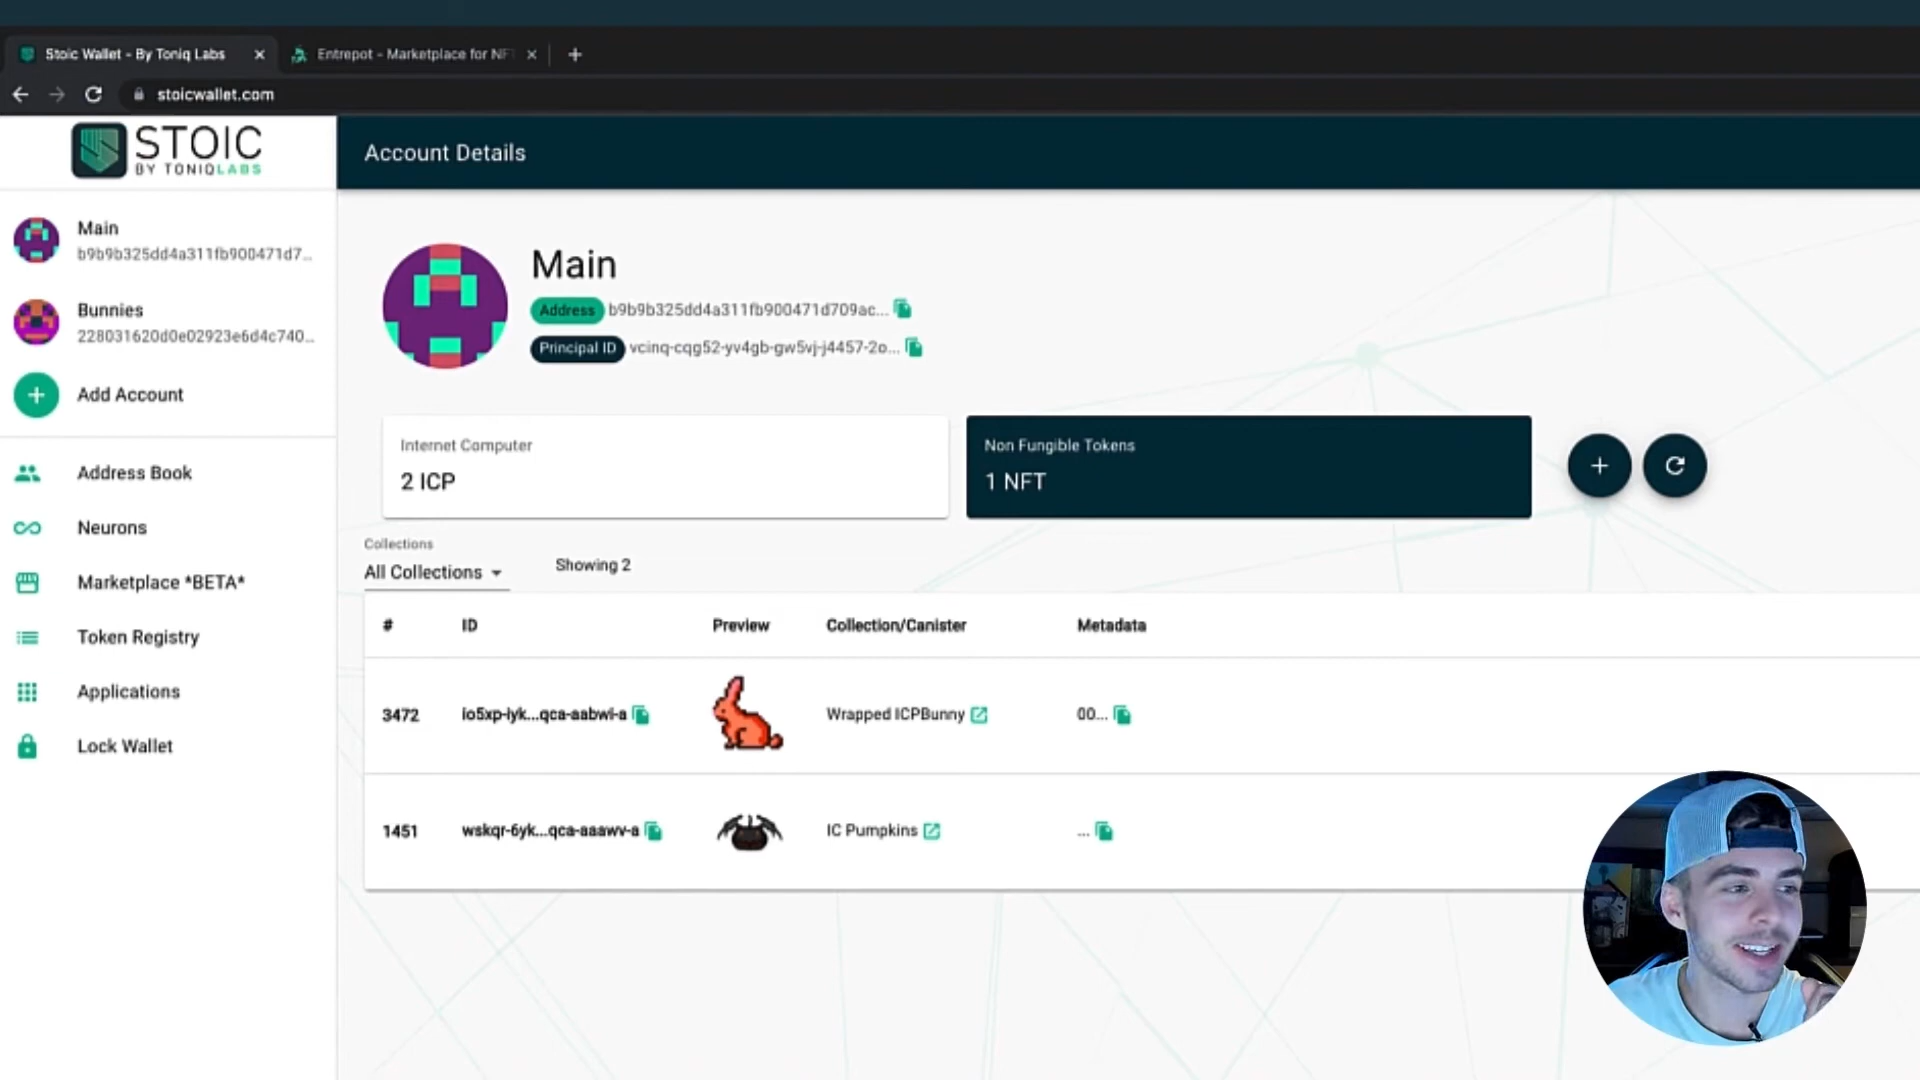 Stoic Wallet - By Toniq Labs
Entrepot - Marketplace for NF
stoicwallet.com
STOIC
BY TONIQLABS
Account Details
Main
b9b9b325dd4a311fb900471d7...
Bunnies
228031620d0e02923e6d4c740...
Add Account
Address Book
Neurons
Marketplace *BETA*
Token Registry
Applications
Lock Wallet
Main
Address b9b9b325dd4a311fb900471d709ac...
Principal ID vcinq-cqg52-yv4gb-gw5vj-j4457-2o...
Internet Computer
2 ICP
Non Fungible Tokens
1 NFT
Collections
All Collections
Showing 2
# ID Preview Collection/Canister Metadata
3472 io5xp-iyk...qca-aabwi-a Wrapped ICPBunny 00...
1451 wskqr-6yk...qca-aaawv-a IC Pumpkins ...